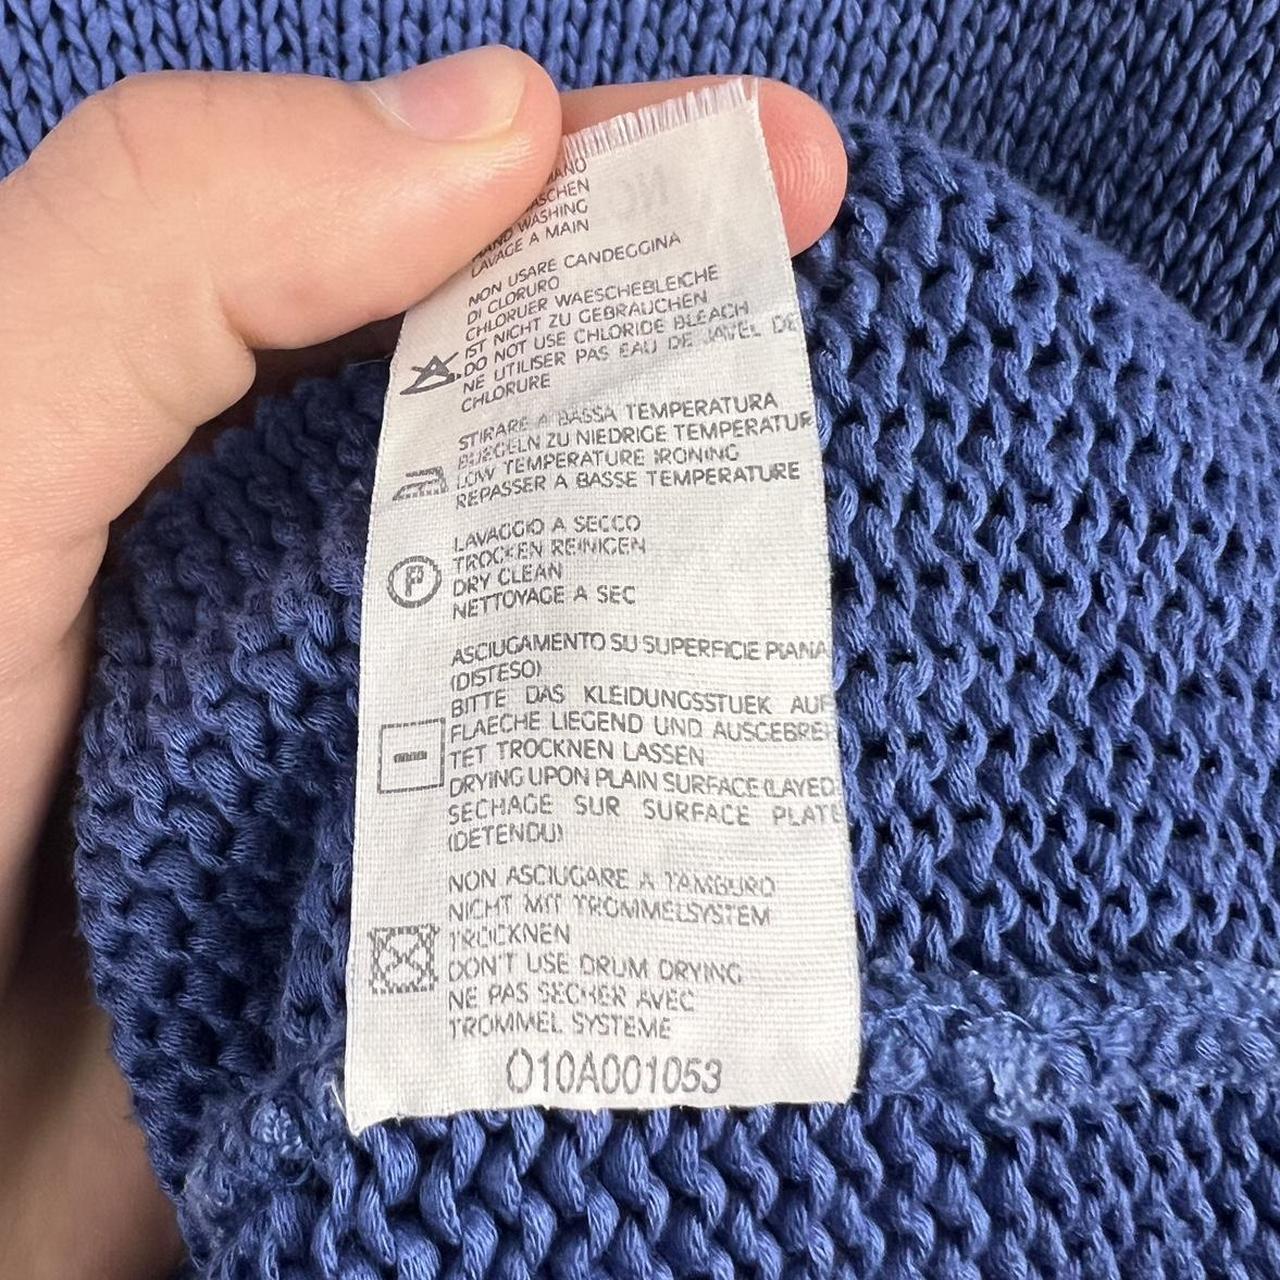 HAND WASHING
LAVAGE A MAIN
NON USARE CANDEGGINA
DI CLORURO
CHLORUER WAESCHEBLEICHE
IST NICHT ZU GEBRAUCHEN
DO NOT USE CHLORIDE BLEACH
NE UTILISER PAS EAU DE JAVEL DE
CHLORURE
STIRARE A BASSA TEMPERATURA
BUEGELN ZU NIEDRIGE TEMPERATUR
LOW TEMPERATURE IRONING
REPASSER A BASSE TEMPERATURE
LAVAGGIO A SECCO
TROCKEN REINIGEN
P
DRY CLEAN
NETTOYAGE A SEC
ASCIUGAMENTO SU SUPERFICIE PIANA
(DISTESO)
BITTE DAS KLEIDUNGSSTUEK AUF
FLAECHE LIEGEND UND AUSGEBREI
TET TROCKNEN LASSEN
DRYING UPON PLAIN SURFACE (LAYED
SECHAGE SUR SURFACE PLATE
(DETENDU)
NON ASCIUGARE A TAMBURO
NICHT MIT TROMMELSYSTEM
TROCKNEN
DON'T USE DRUM DRYING
NE PAS SECHER AVEC
TROMMEL SYSTEME
O10A001053